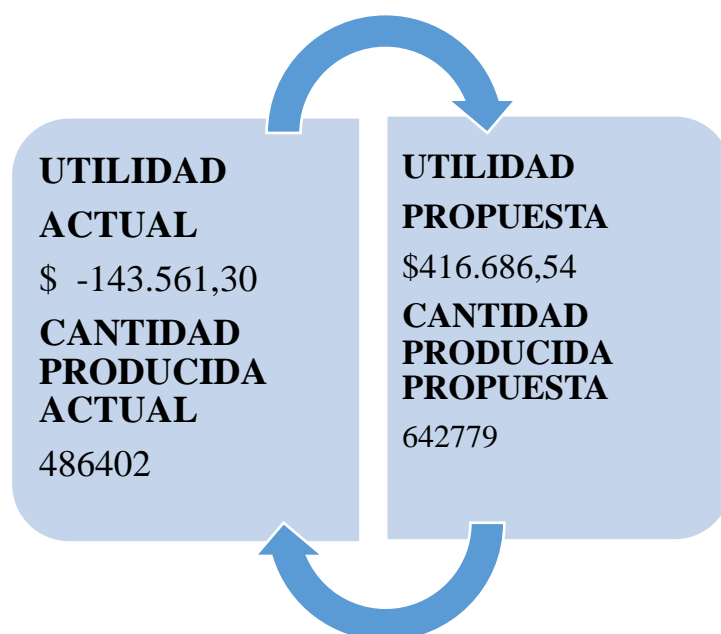 UTILIDAD
ACTUAL
$ -143.561,30
CANTIDAD
PRODUCIDA
ACTUAL
486402
UTILIDAD
PROPUESTA
$416.686,54
CANTIDAD
PRODUCIDA
PROPUESTA
642779